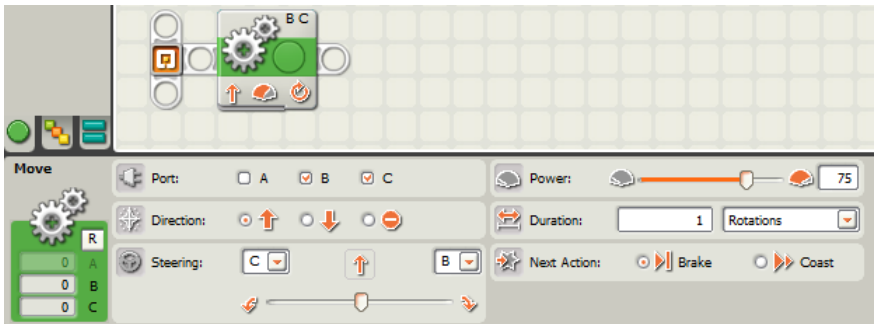 B C
Move
R
0 A
0 B
0 C
Port: A B C
Direction:
Steering: C B
Power: 75
Duration: 1 Rotations
Next Action: Brake Coast